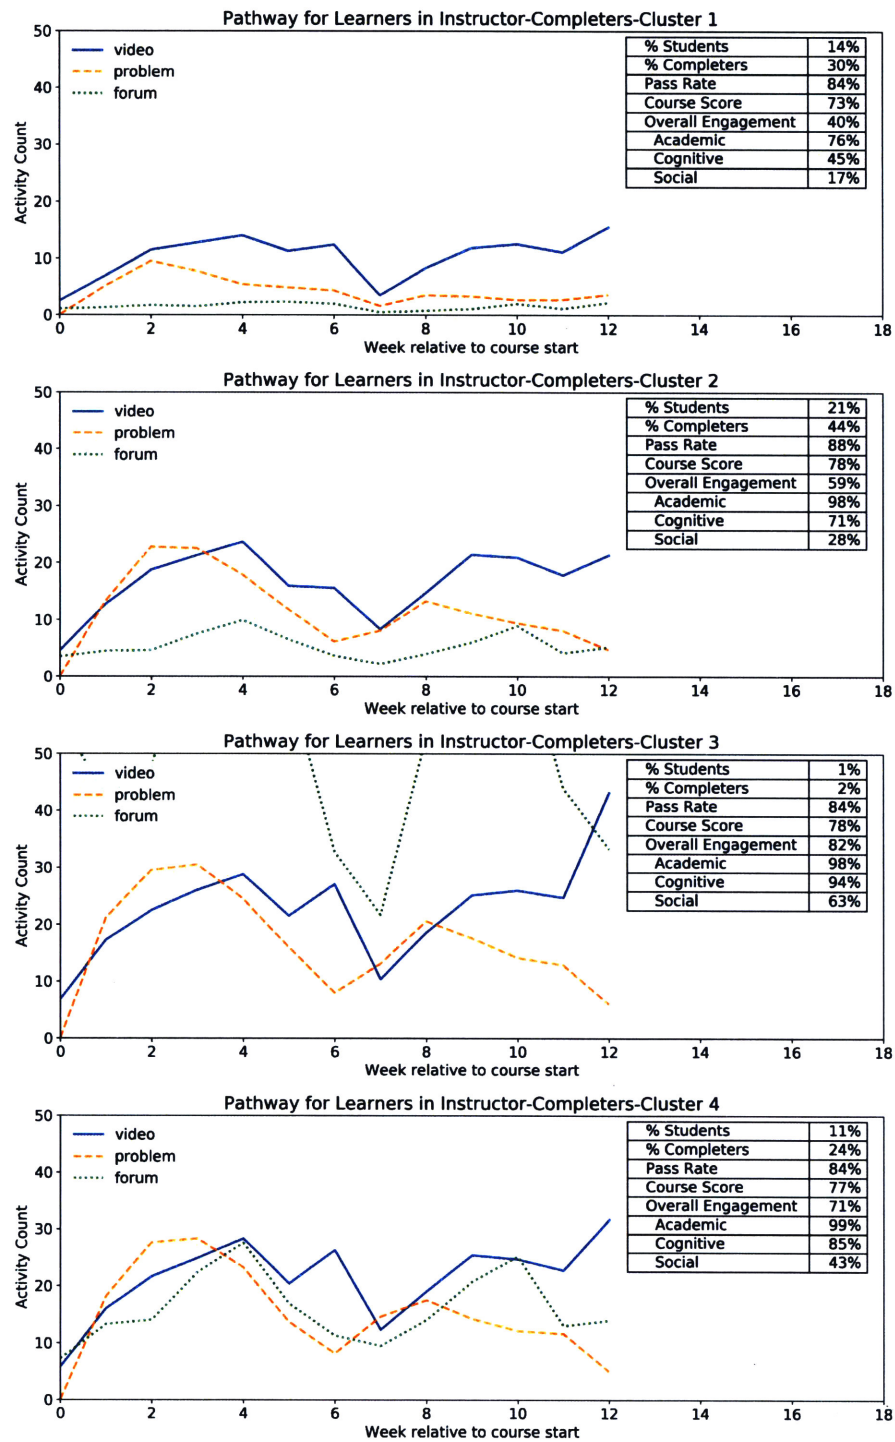 Pathway for Learners in Instructor-Completers-Cluster 1
50
40
30
20
10
0
Activity Count
video
problem
forum
% Students 14%
% Completers 30%
Pass Rate 84%
Course Score 73%
Overall Engagement 40%
Academic 76%
Cognitive 45%
Social 17%
0 2 4 6 8 10 12 14 16 18
Week relative to course start
Pathway for Learners in Instructor-Completers-Cluster 2
50
40
30
20
10
0
Activity Count
video
problem
forum
% Students 21%
% Completers 44%
Pass Rate 88%
Course Score 78%
Overall Engagement 59%
Academic 98%
Cognitive 71%
Social 28%
0 2 4 6 8 10 12 14 16 18
Week relative to course start
Pathway for Learners in Instructor-Completers-Cluster 3
50
40
30
20
10
0
Activity Count
video
problem
forum
% Students 1%
% Completers 2%
Pass Rate 84%
Course Score 78%
Overall Engagement 82%
Academic 98%
Cognitive 94%
Social 63%
0 2 4 6 8 10 12 14 16 18
Week relative to course start
Pathway for Learners in Instructor-Completers-Cluster 4
50
40
30
20
10
0
Activity Count
video
problem
forum
% Students 11%
% Completers 24%
Pass Rate 84%
Course Score 77%
Overall Engagement 71%
Academic 99%
Cognitive 85%
Social 43%
0 2 4 6 8 10 12 14 16 18
Week relative to course start